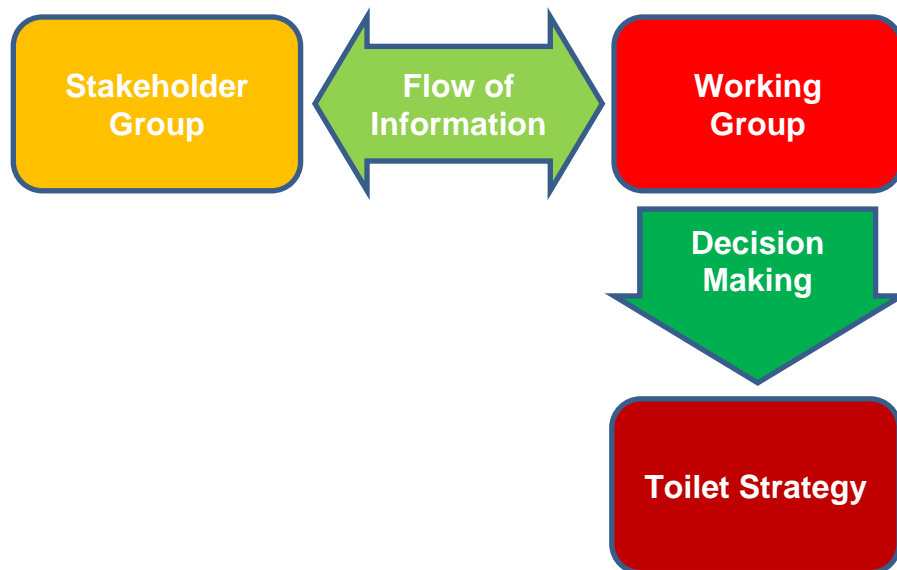 Stakeholder
Group
Flow of
Information
Working
Group
Decision
Making
Toilet Strategy